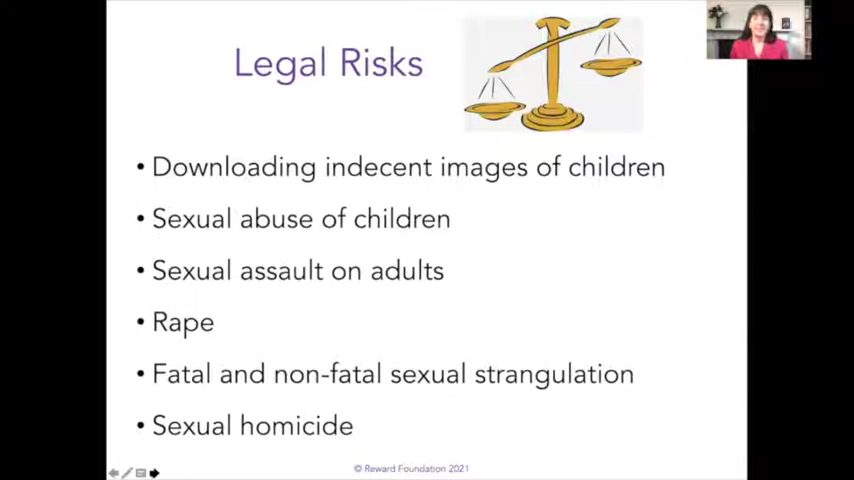 Legal Risks
• Downloading indecent images of children
• Sexual abuse of children
• Sexual assault on adults
• Rape
• Fatal and non-fatal sexual strangulation
• Sexual homicide
© Reward Foundation 2021